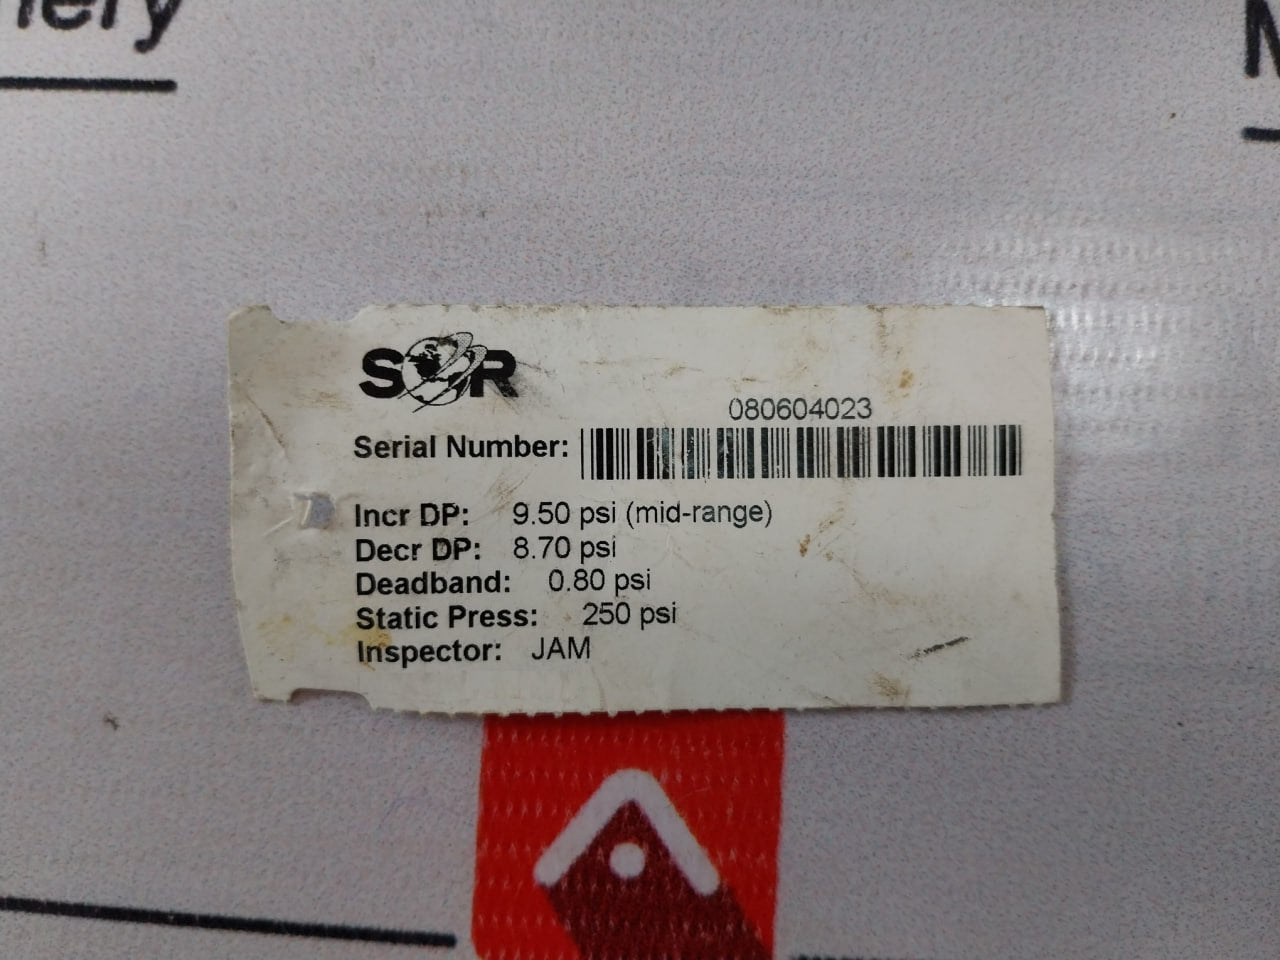 SOR
080604023
Serial Number:
Incr DP: 9.50 psi (mid-range)
Decr DP: 8.70 psi
Deadband: 0.80 psi
Static Press: 250 psi
Inspector: JAM